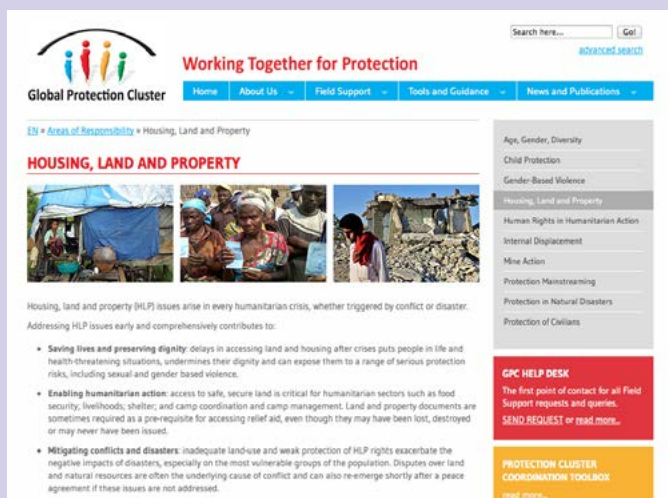 Search here...
Go!
advanced search
Global Protection Cluster
Working Together for Protection
Home
About Us
Field Support
Tools and Guidance
News and Publications
EN » Areas of Responsibility » Housing, Land and Property
HOUSING, LAND AND PROPERTY
Housing, land and property (HLP) issues arise in every humanitarian crisis, whether triggered by conflict or disaster.
Addressing HLP issues early and comprehensively contributes to:
• Saving lives and preserving dignity: delays in accessing land and housing after crises puts people in life and
health-threatening situations, undermines their dignity and can expose them to a range of serious protection
risks, including sexual and gender based violence.
• Enabling humanitarian action: access to safe, secure land is critical for humanitarian sectors such as food
security; livelihoods; shelter; and camp coordination and camp management. Land and property documents are
sometimes required as a pre-requisite for accessing relief aid, even though they may have been lost, destroyed
or may never have been issued.
• Mitigating conflicts and disasters: inadequate land-use and weak protection of HLP rights exacerbate the
negative impacts of disasters, especially on the most vulnerable groups of the population. Disputes over land
and natural resources are often the underlying cause of conflict and can also re-emerge shortly after a peace
agreement if these issues are not addressed.
Age, Gender, Diversity
Child Protection
Gender-Based Violence
Housing, Land and Property
Human Rights in Humanitarian Action
Internal Displacement
Mine Action
Protection Mainstreaming
Protection in Natural Disasters
Protection of Civilians
GPC HELP DESK
The first point of contact for all Field
Support requests and queries.
SEND REQUEST or read more..
PROTECTION CLUSTER
COORDINATION TOOLBOX
read more..